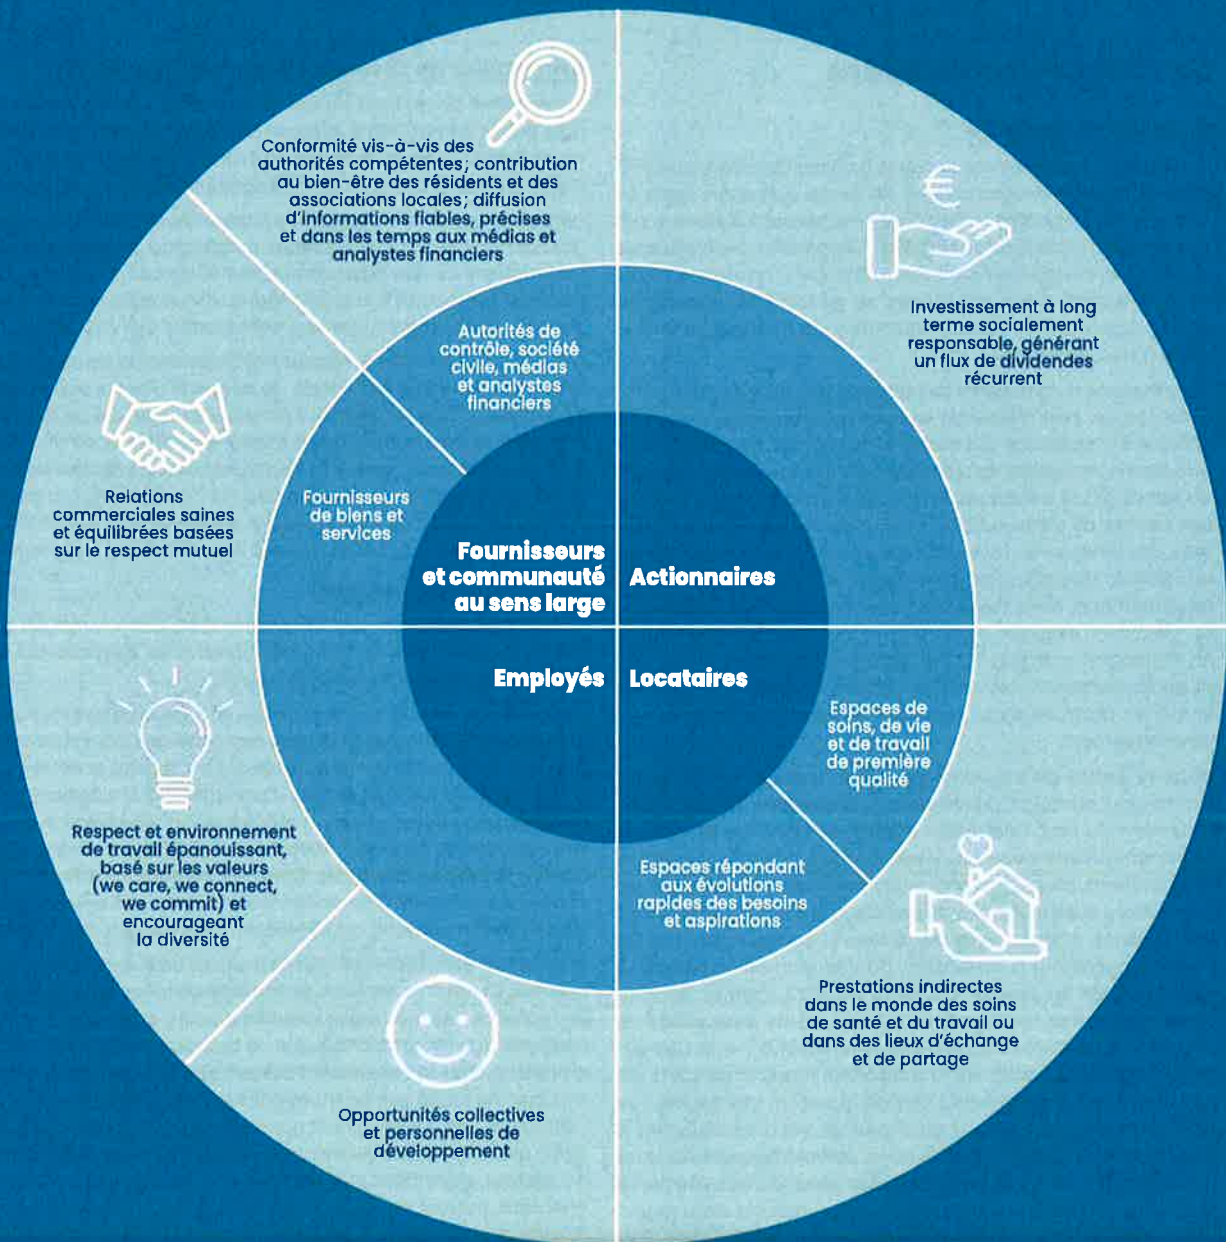 Conformité vis-à-vis des
authorités compétentes; contribution
au bien-être des résidents et des
associations locales; diffusion
d'informations fiables, précises
et dans les temps aux médias et
analystes financiers
€
Investissement à long
terme socialement
responsable, générant
un flux de dividendes
récurrent
Autorités de
contrôle, société
civile, médias
et analystes
financiers
Relations
commerciales saines
et équilibrées basées
sur le respect mutuel
Fournisseurs
de biens et
services
Fournisseurs
et communauté
au sens large
Actionnaires
Employés
Locataires
Espaces de
soins, de vie
et de travail
de première
qualité
Respect et environnement
de travail épanouissant,
basé sur les valeurs
(we care, we connect,
we commit) et
encourageant
la diversité
Espaces répondant
aux évolutions
rapides des besoins
et aspirations
Prestations indirectes
dans le monde des soins
de santé et du travail ou
dans des lieux d'échange
et de partage
Opportunités collectives
et personnelles de
développement